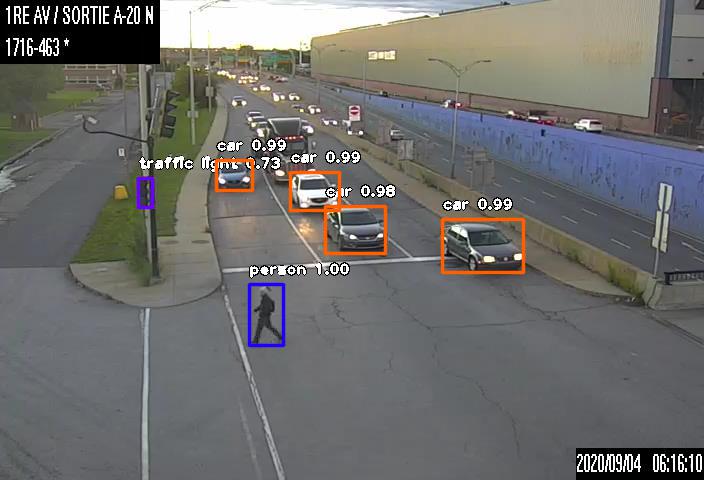 1RE AV / SORTIE A-20 N
1716-463 *
car 0.99
traffic light 0.73
car 0.99
car 0.98
car 0.99
person 1.00
2020/09/04 06:16:10